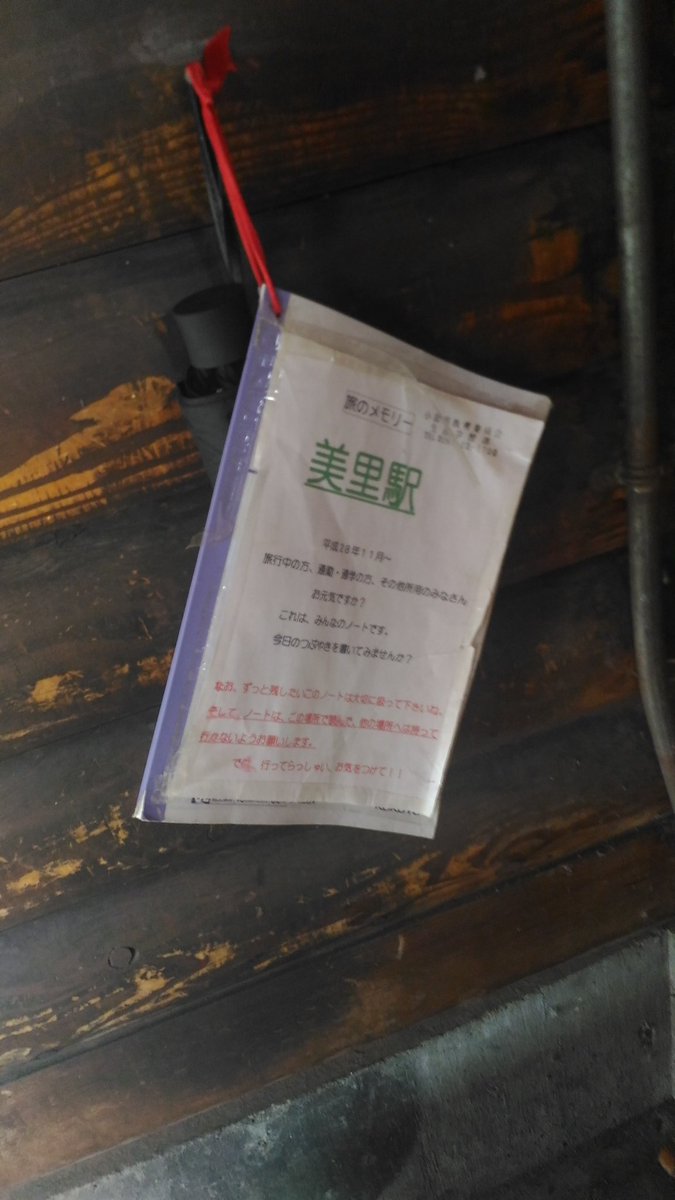 旅のメモリー
美里駅
平成28年11月~
旅行中の方、通勤・通学の方、その他所用のみなさん
お元気ですか?
これは、みんなのノートです。
今日のつぶやきを書いてみませんか?
なお、ずっと残したいこのノートは大切に扱って下さいね。
そして、ノートは、この場所で読んで、他の場所へは持って
行かないようお願いします。
では、行ってらっしゃい、お気をつけて!!